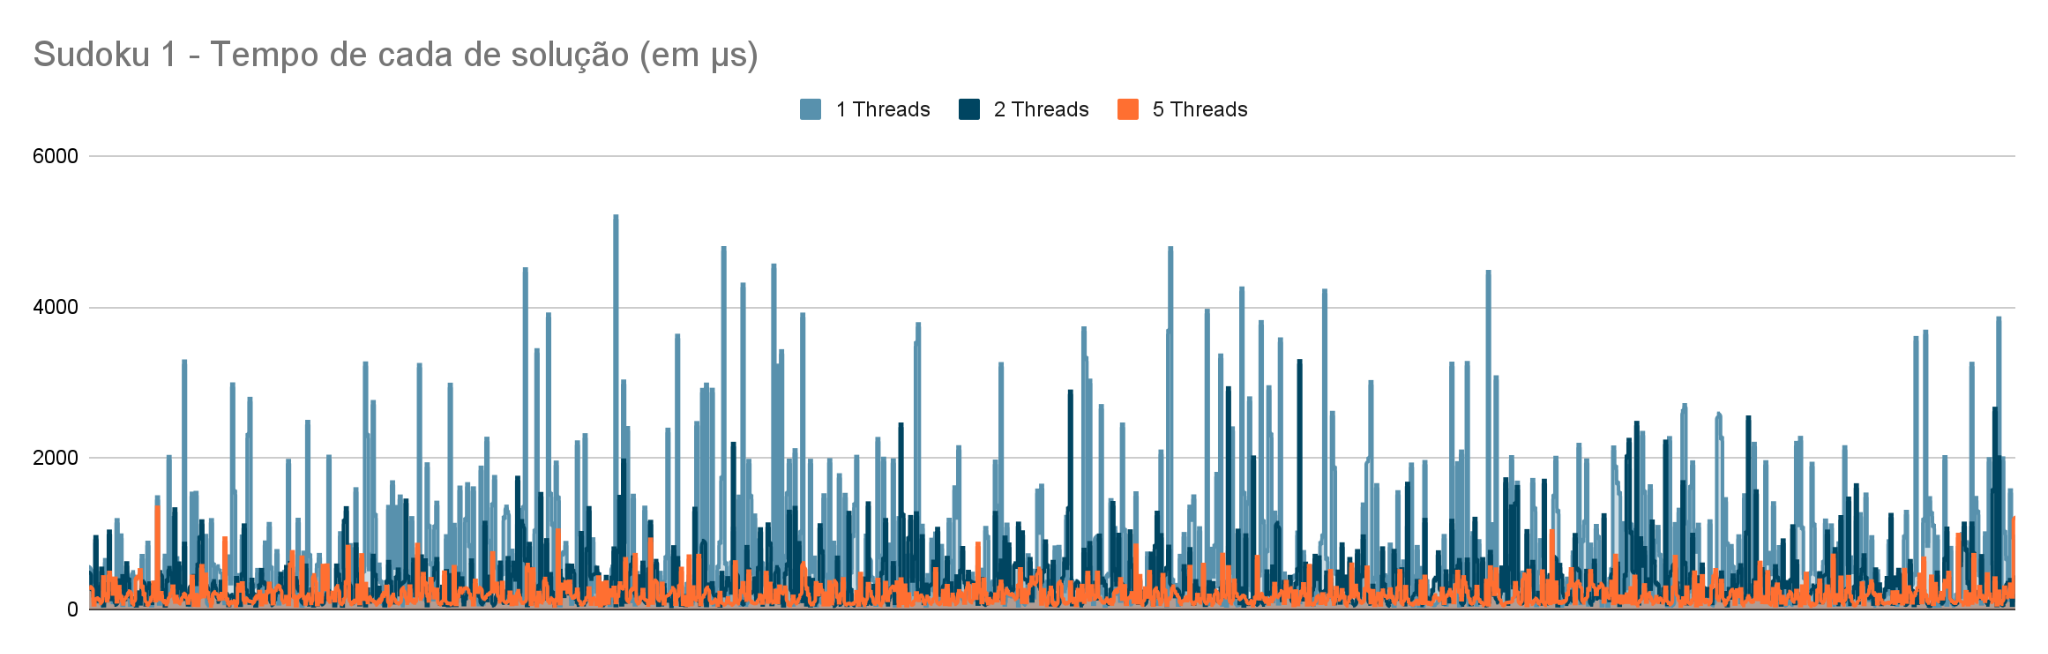 Sudoku 1 - Tempo de cada de solução (em µs)
1 Threads 2 Threads 5 Threads
6000
4000
2000
0